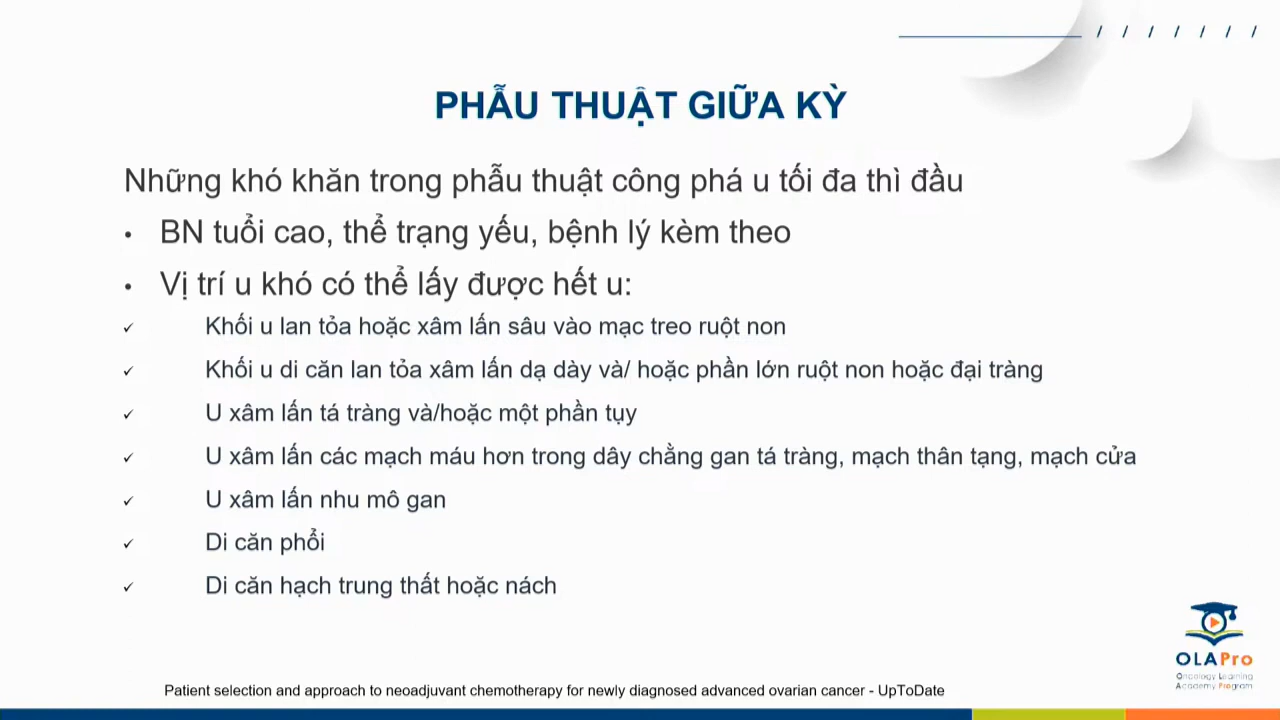 PHẪU THUẬT GIỮA KỲ
Những khó khăn trong phẫu thuật công phá u tối đa thì đầu
• BN tuổi cao, thể trạng yếu, bệnh lý kèm theo
• Vị trí u khó có thể lấy được hết u:
✓ Khối u lan tỏa hoặc xâm lấn sâu vào mạc treo ruột non
✓ Khối u di căn lan tỏa xâm lấn dạ dày và/ hoặc phần lớn ruột non hoặc đại tràng
✓ U xâm lấn tá tràng và/hoặc một phần tụy
✓ U xâm lấn các mạch máu hơn trong dây chằng gan tá tràng, mạch thân tạng, mạch cửa
✓ U xâm lấn nhu mô gan
✓ Di căn phổi
✓ Di căn hạch trung thất hoặc nách
OLAPro
Oncology Learning
Academy Program
Patient selection and approach to neoadjuvant chemotherapy for newly diagnosed advanced ovarian cancer - UpToDate